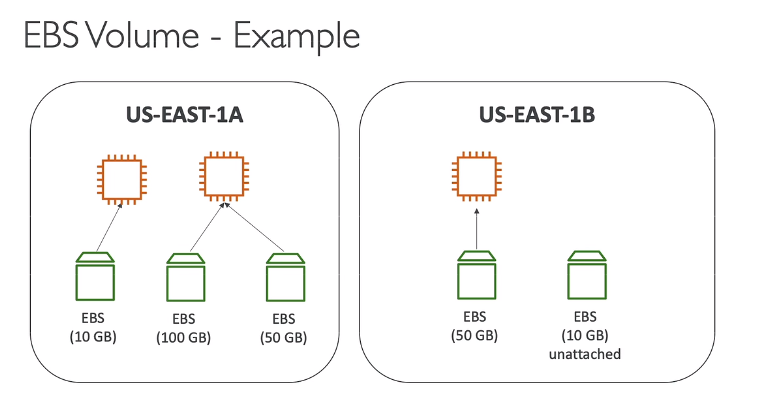 EBS Volume - Example
US-EAST-1A
EBS
(10 GB)
EBS
(100 GB)
EBS
(50 GB)
US-EAST-1B
EBS
(50 GB)
EBS
(10 GB)
unattached